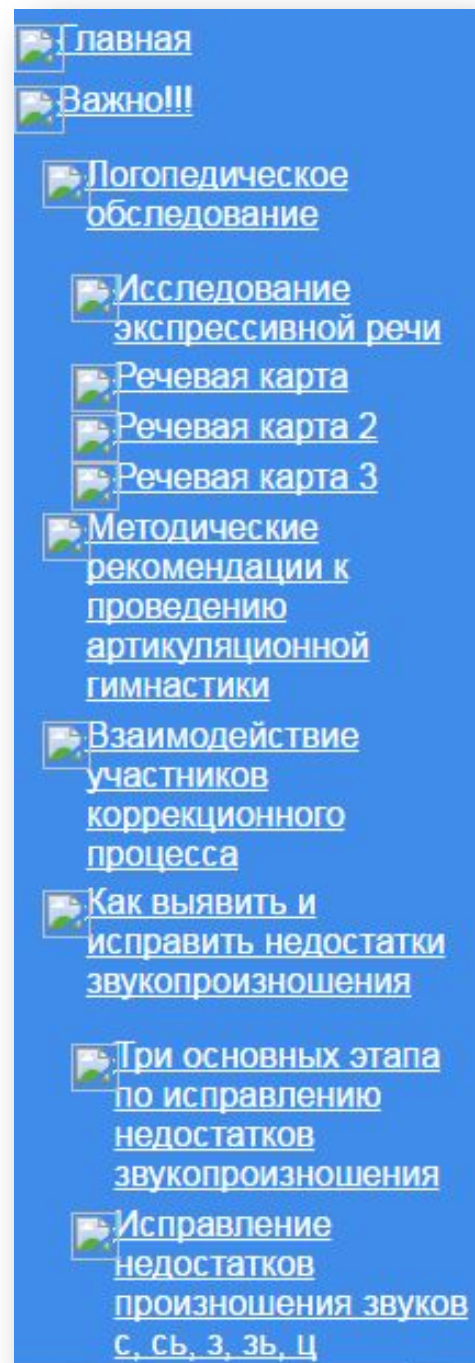 Главная
Важно!!!
Логопедическое
обследование
Исследование
экспрессивной речи
Речевая карта
Речевая карта 2
Речевая карта 3
Методические
рекомендации к
проведению
артикуляционной
гимнастики
Взаимодействие
участников
коррекционного
процесса
Как выявить и
исправить недостатки
звукопроизношения
Три основных этапа
по исправлению
недостатков
звукопроизношения
Исправление
недостатков
произношения звуков
с, сь, з, зь, ц